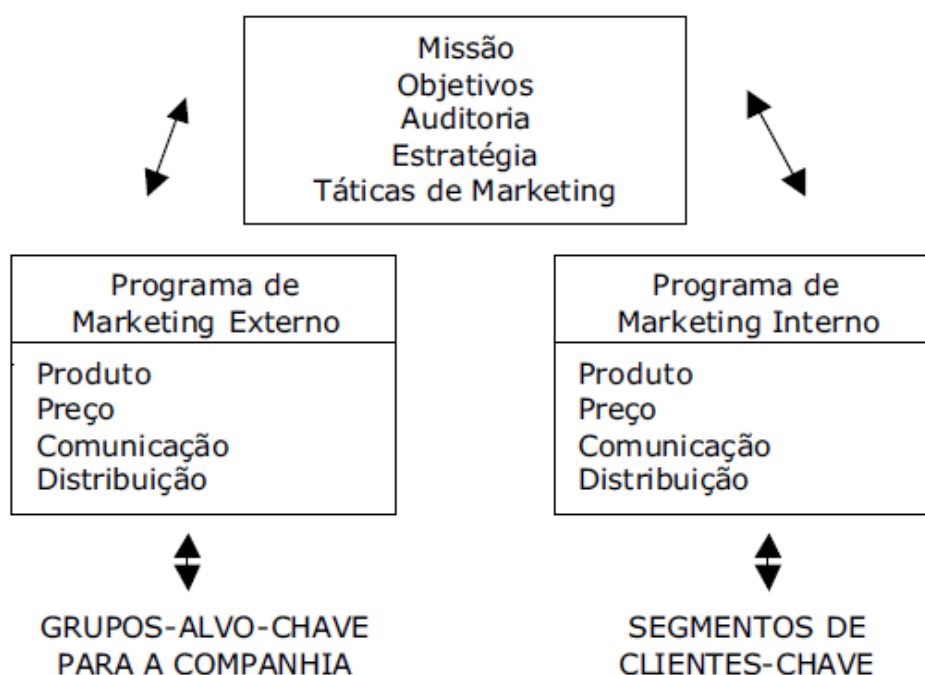 Missão
Objetivos
Auditoria
Estratégia
Táticas de Marketing
Programa de
Marketing Externo
Produto
Preço
Comunicação
Distribuição
GRUPOS-ALVO-CHAVE
PARA A COMPANHIA
Programa de
Marketing Interno
Produto
Preço
Comunicação
Distribuição
SEGMENTOS DE
CLIENTES-CHAVE